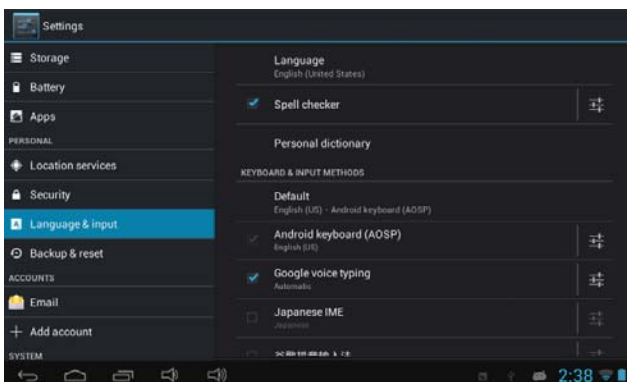 Settings
Storage
Battery
Apps
PERSONAL
Location services
Security
Language & input
Backup & reset
ACCOUNTS
Email
Add account
SYSTEM
Language
English (United States)
Spell checker
Personal dictionary
KEYBOARD & INPUT METHODS
Default
English (US) - Android keyboard (AOSP)
Android keyboard (AOSP)
English (US)
Google voice typing
Automatic
Japanese IME
Japanese
2:38